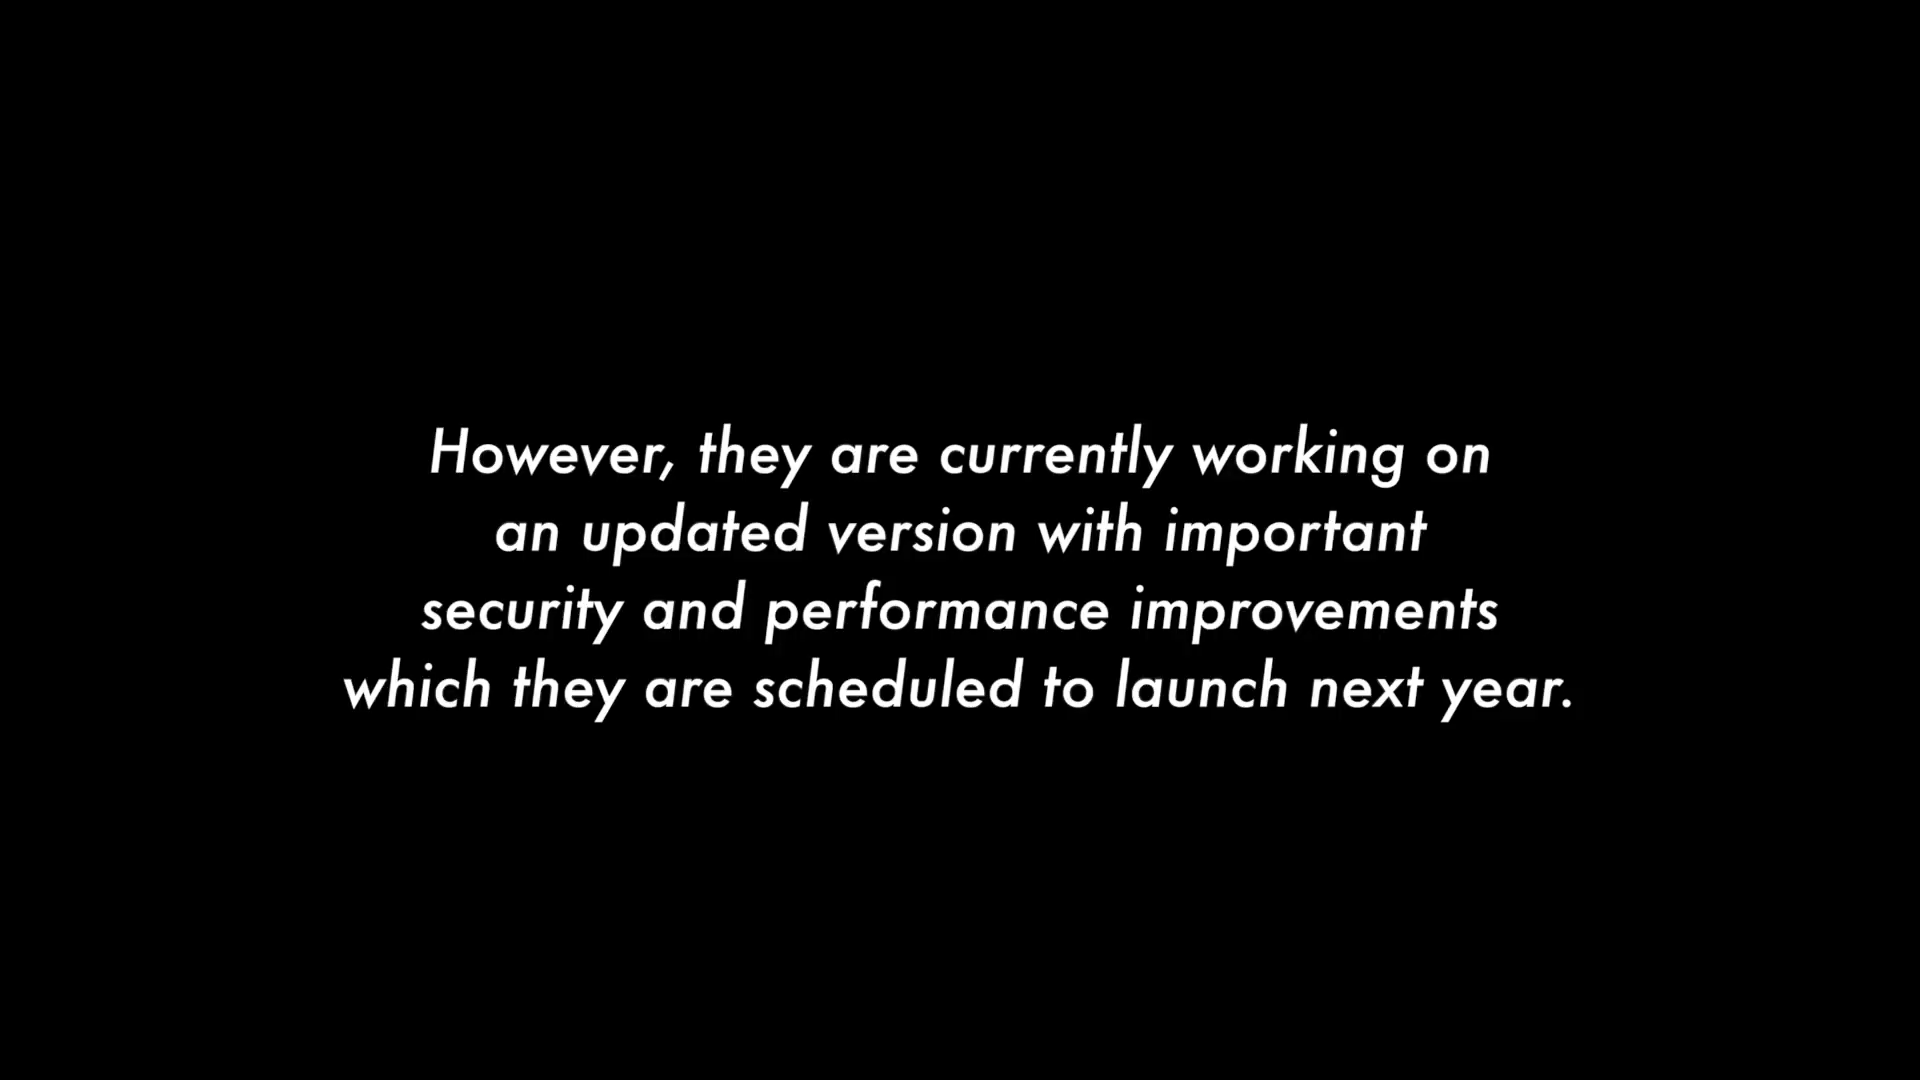 However, they are currently working on
an updated version with important
security and performance improvements
which they are scheduled to launch next year.